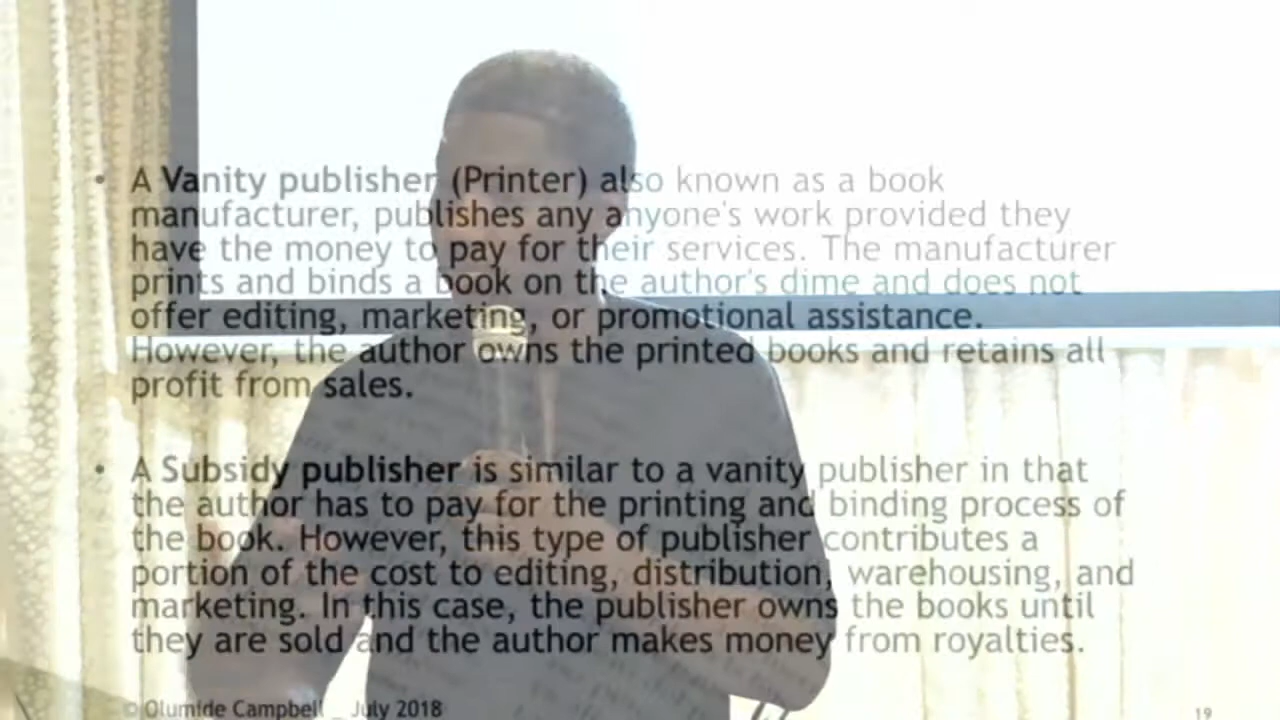 • A Vanity publisher (Printer) also known as a book
manufacturer, publishes any anyone's work provided they
have the money to pay for their services. The manufacturer
prints and binds a book on the author's dime and does not
offer editing, marketing, or promotional assistance.
However, the author owns the printed books and retains all
profit from sales.
• A Subsidy publisher is similar to a vanity publisher in that
the author has to pay for the printing and binding process of
the book. However, this type of publisher contributes a
portion of the cost to editing, distribution, warehousing, and
marketing. In this case, the publisher owns the books until
they are sold and the author makes money from royalties.
© Olumide Campbell _ July 2018
19